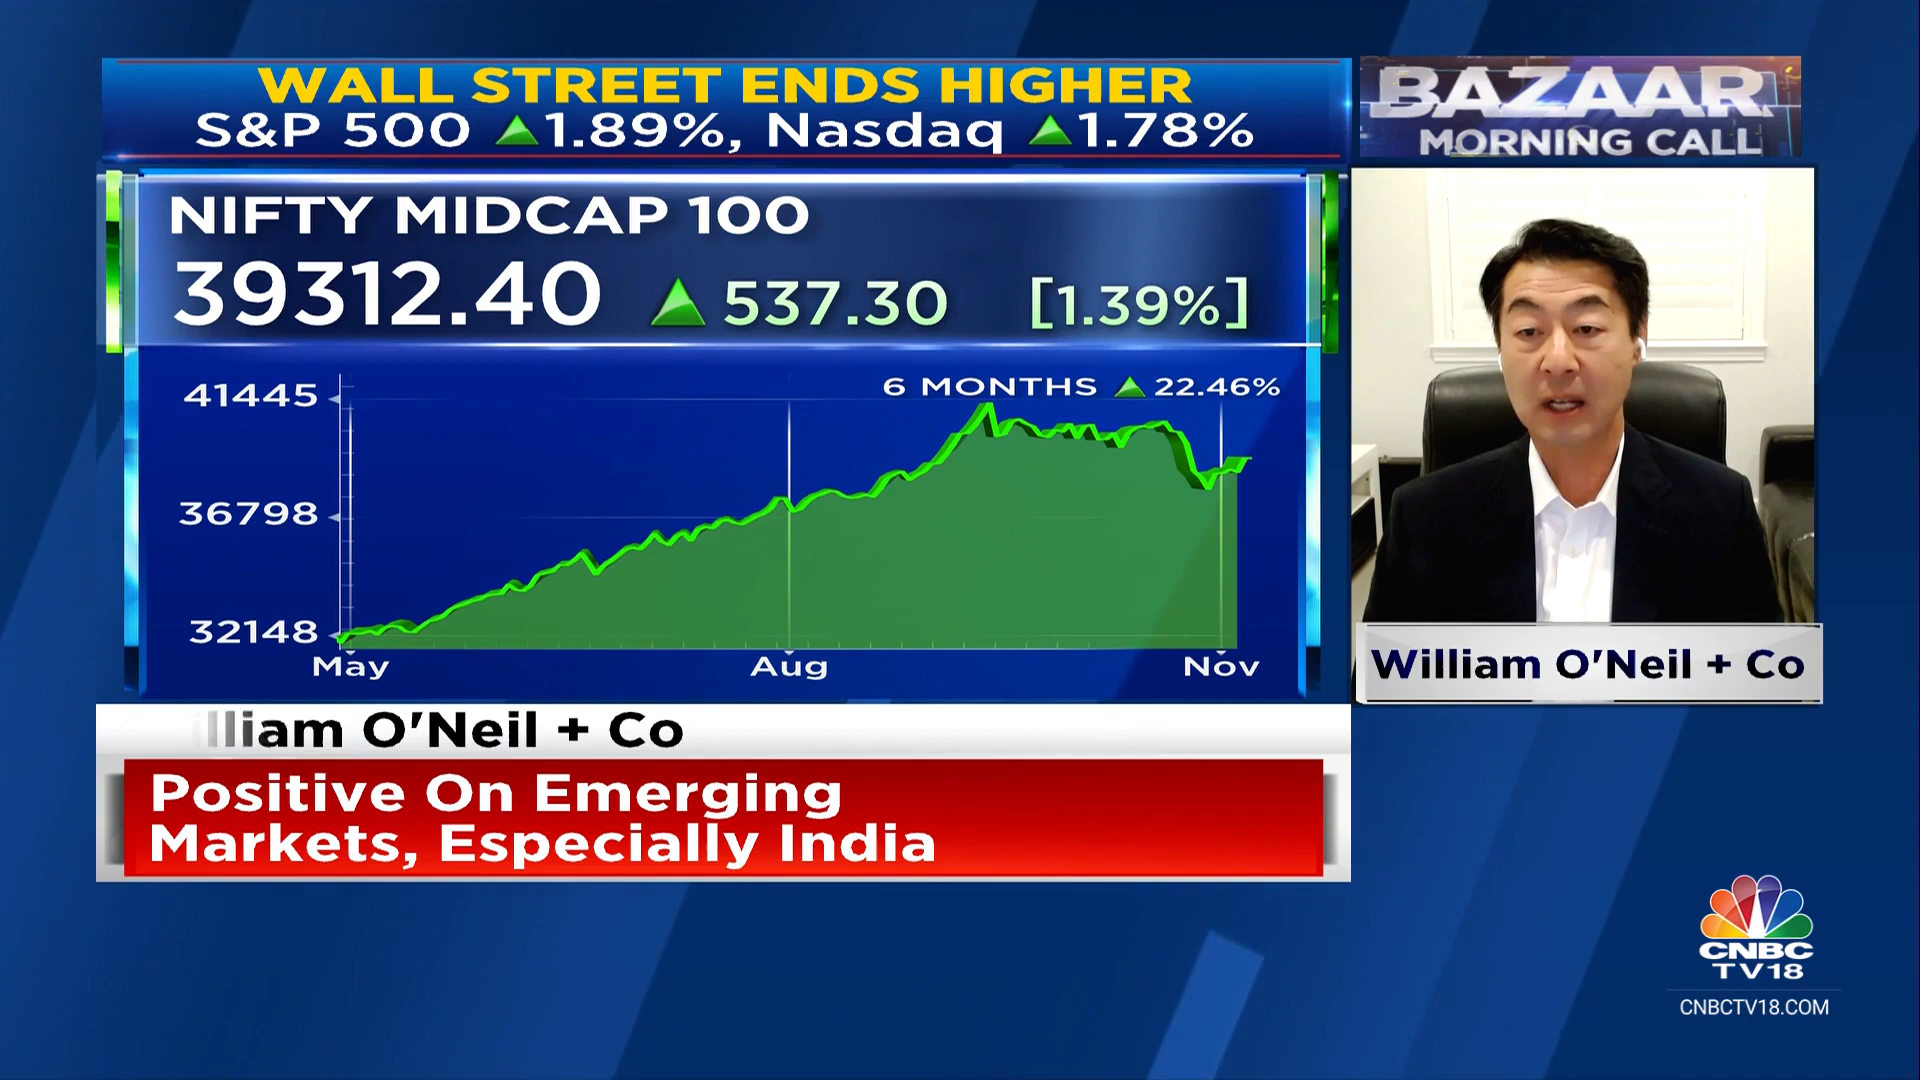 WALL STREET ENDS HIGHER
S&P 500 ▲1.89%, Nasdaq ▲1.78%
BAZAAR
MORNING CALL
NIFTY MIDCAP 100
39312.40 ▲ 537.30 [1.39%]
6 MONTHS ▲ 22.46%
41445
36798
32148
May Aug Nov
William O'Neil + Co
lliam O'Neil + Co
Positive On Emerging
Markets, Especially India
CNBC
TV18
CNBCTV18.COM